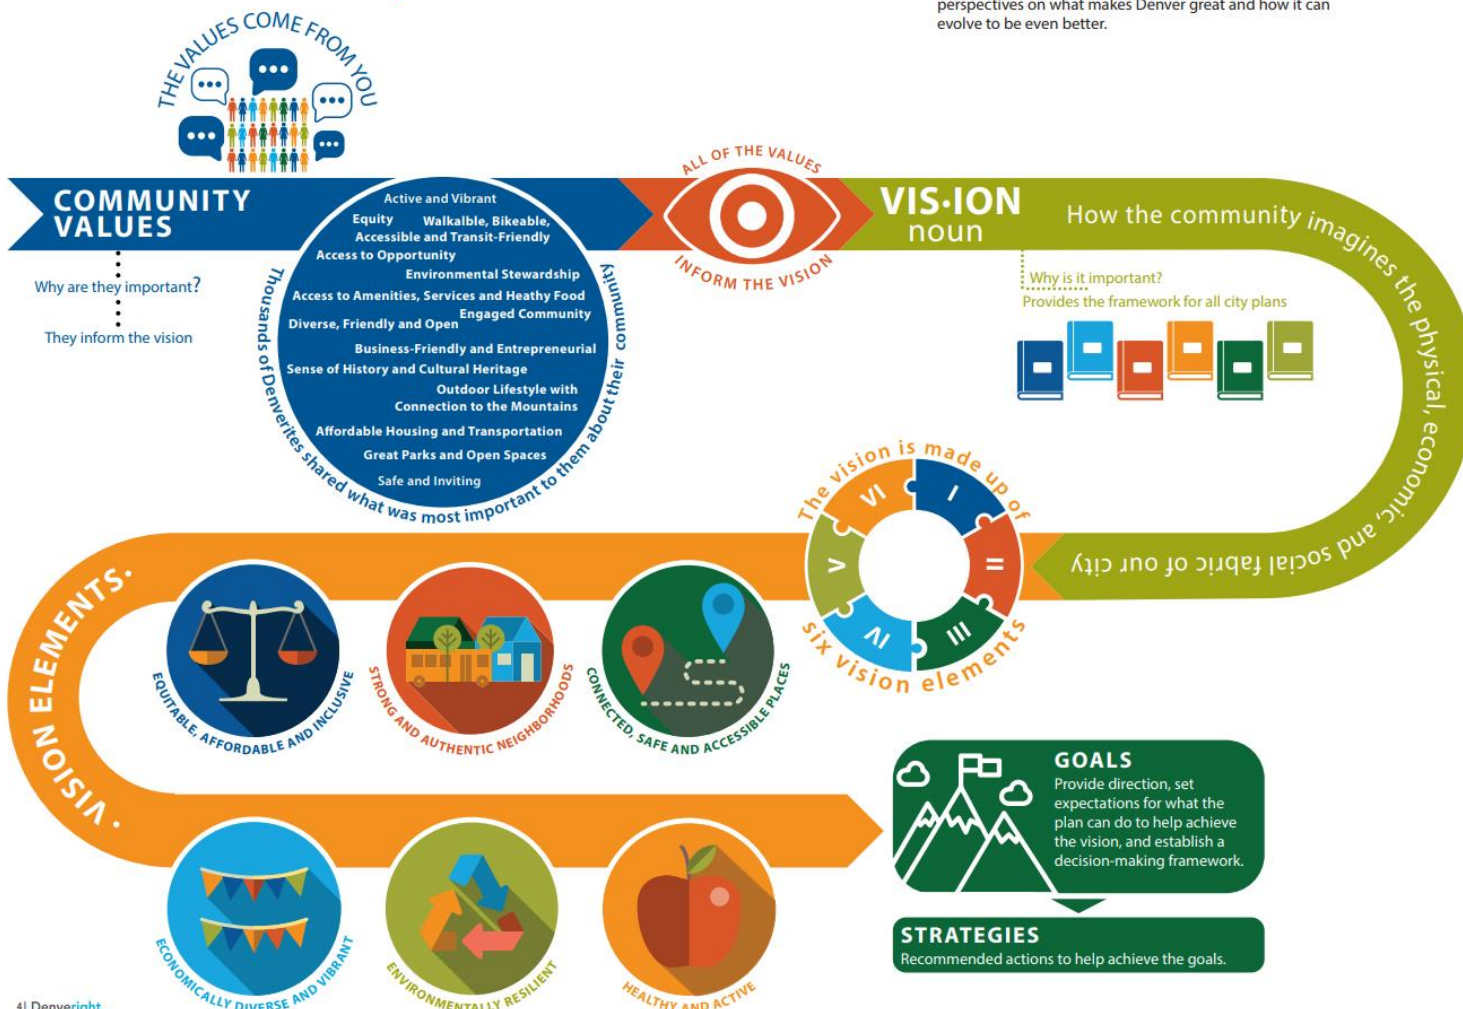 perspectives on what makes Denver great and how it can
evolve to be even better.
THE VALUES COME FROM YOU
COMMUNITY
VALUES
Why are they important?
They inform the vision
Active and Vibrant
Equity
Walkalble, Bikeable,
Accessible and Transit-Friendly
Access to Opportunity
Environmental Stewardship
Access to Amenities, Services and Heathy Food
Engaged Community
Diverse, Friendly and Open
Business-Friendly and Entrepreneurial
Sense of History and Cultural Heritage
Outdoor Lifestyle with
Connection to the Mountains
Affordable Housing and Transportation
Great Parks and Open Spaces
Safe and Inviting
Thousands of Denverites shared what was most important to them about their community
ALL OF THE VALUES
INFORM THE VISION
VIS•ION
noun
How the community imagines the physical, economic, and social fabric of our city
Why is it important?
Provides the framework for all city plans
The vision is made up of
I
II
III
IV
V
VI
six vision elements
• VISION ELEMENTS•
EQUITABLE, AFFORDABLE AND INCLUSIVE
STRONG AND AUTHENTIC NEIGHBORHOODS
CONNECTED, SAFE AND ACCESSIBLE PLACES
ECONOMICALLY DIVERSE AND VIBRANT
ENVIRONMENTALLY RESILIENT
HEALTHY AND ACTIVE
GOALS
Provide direction, set
expectations for what the
plan can do to help achieve
the vision, and establish a
decision-making framework.
STRATEGIES
Recommended actions to help achieve the goals.
4| Denveright